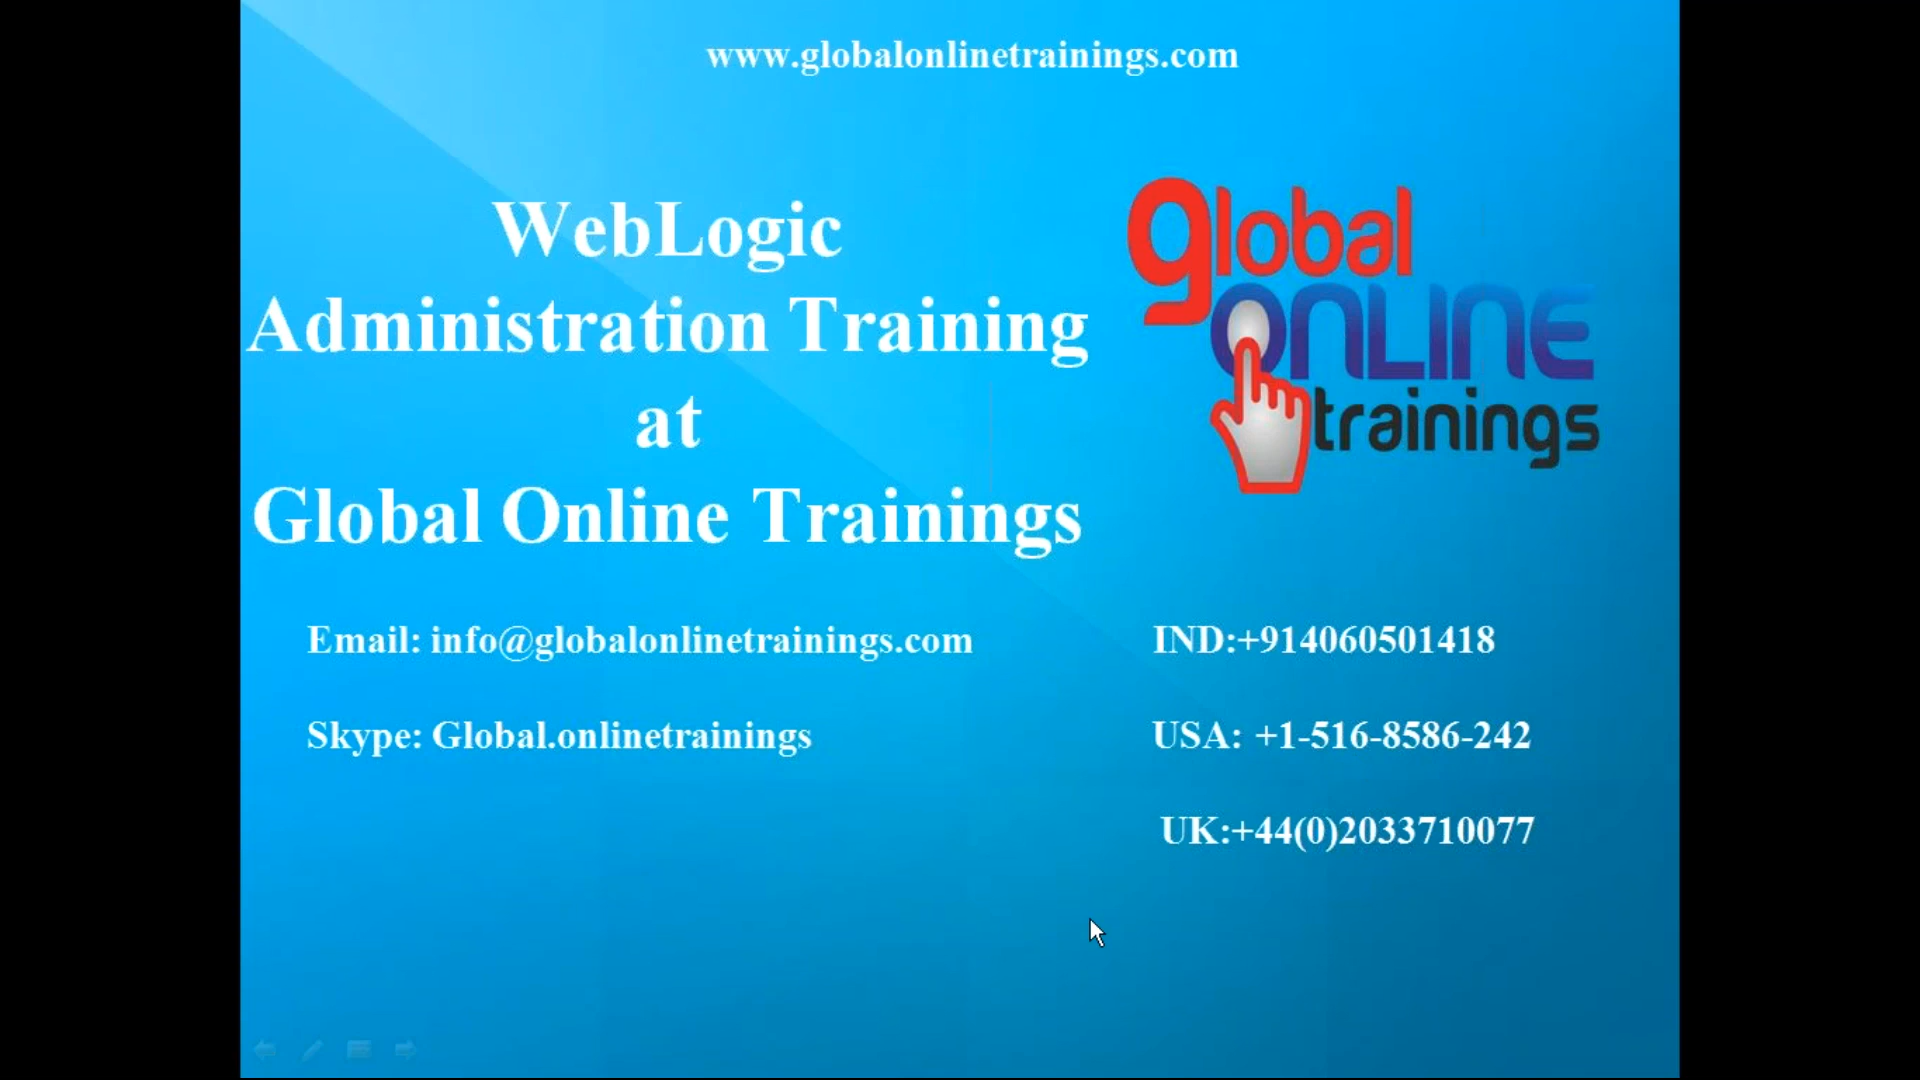 www.globalonlinetrainings.com
WebLogic
Administration Training
at
Global Online Trainings
global
ONLINE
trainings
Email: info@globalonlinetrainings.com
IND:+914060501418
Skype: Global.onlinetrainings
USA: +1-516-8586-242
UK:+44(0)2033710077